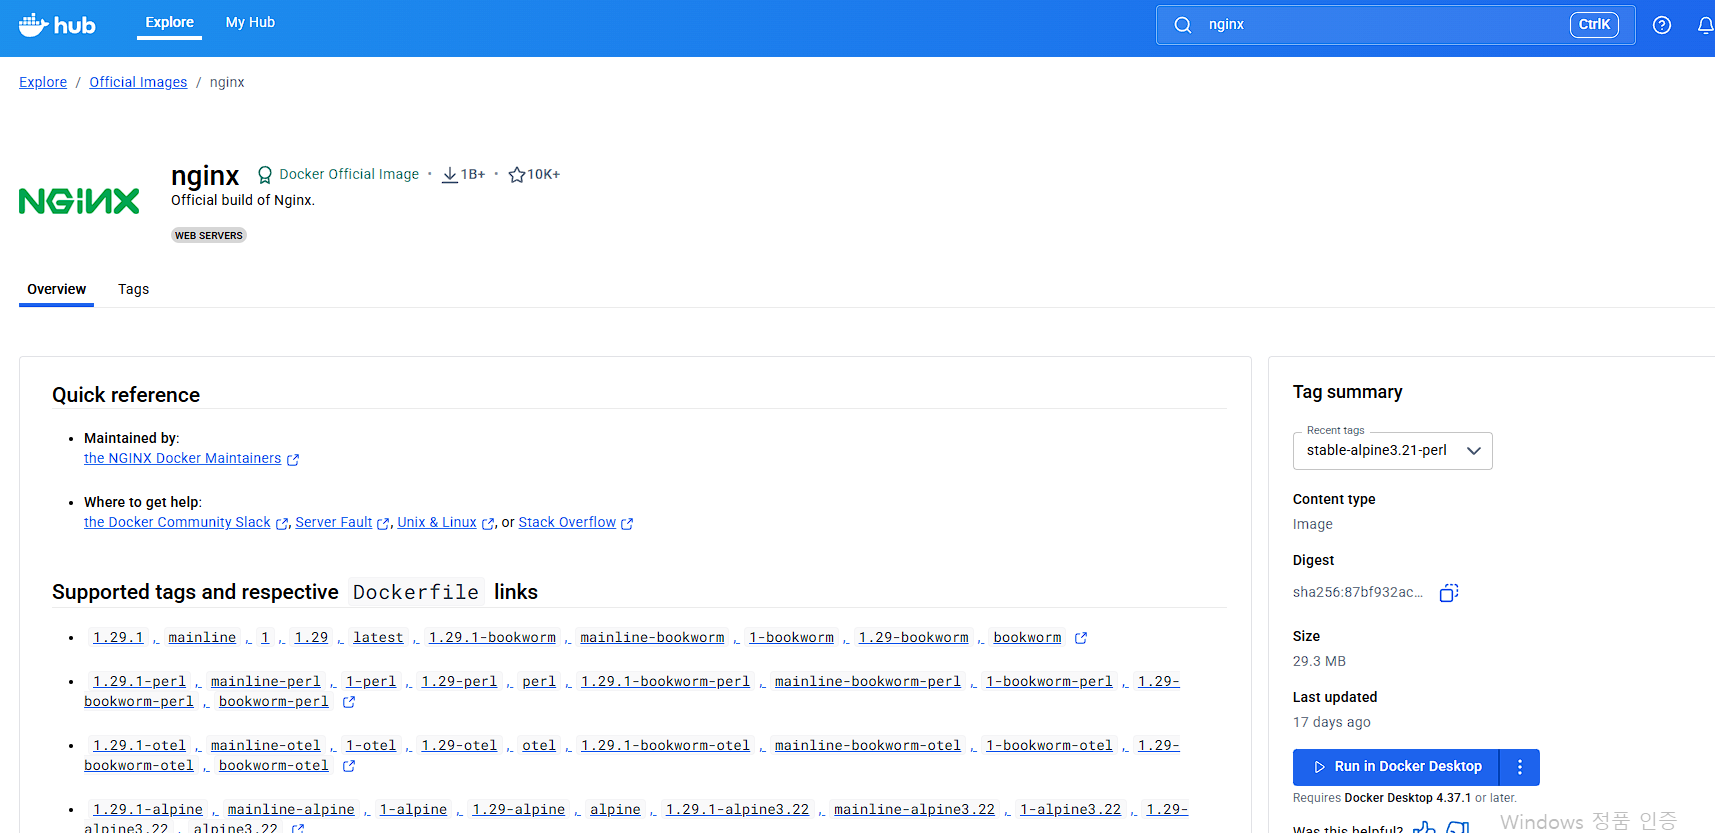 hub Explore My Hub nginx CtrlK
Explore / Official Images / nginx
NGINX
nginx Docker Official Image · 1B+ · 10K+
Official build of Nginx.
WEB SERVERS
Overview Tags
Quick reference
• Maintained by:
the NGINX Docker Maintainers
• Where to get help:
the Docker Community Slack, Server Fault, Unix & Linux, or Stack Overflow
Supported tags and respective Dockerfile links
• 1.29.1, mainline, 1, 1.29, latest, 1.29.1-bookworm, mainline-bookworm, 1-bookworm, 1.29-bookworm, bookworm
• 1.29.1-perl, mainline-perl, 1-perl, 1.29-perl, perl, 1.29.1-bookworm-perl, mainline-bookworm-perl, 1-bookworm-perl, 1.29-
bookworm-perl, bookworm-perl
• 1.29.1-otel, mainline-otel, 1-otel, 1.29-otel, otel, 1.29.1-bookworm-otel, mainline-bookworm-otel, 1-bookworm-otel, 1.29-
bookworm-otel, bookworm-otel
• 1.29.1-alpine, mainline-alpine, 1-alpine, 1.29-alpine, alpine, 1.29.1-alpine3.22, mainline-alpine3.22, 1-alpine3.22, 1.29-
alpine3.22, alpine3.22
Tag summary
Recent tags
stable-alpine3.21-perl
Content type
Image
Digest
sha256:87bf932ac...
Size
29.3 MB
Last updated
17 days ago
Run in Docker Desktop
Requires Docker Desktop 4.37.1 or later.
Was this helpful?
Windows 정품 인증